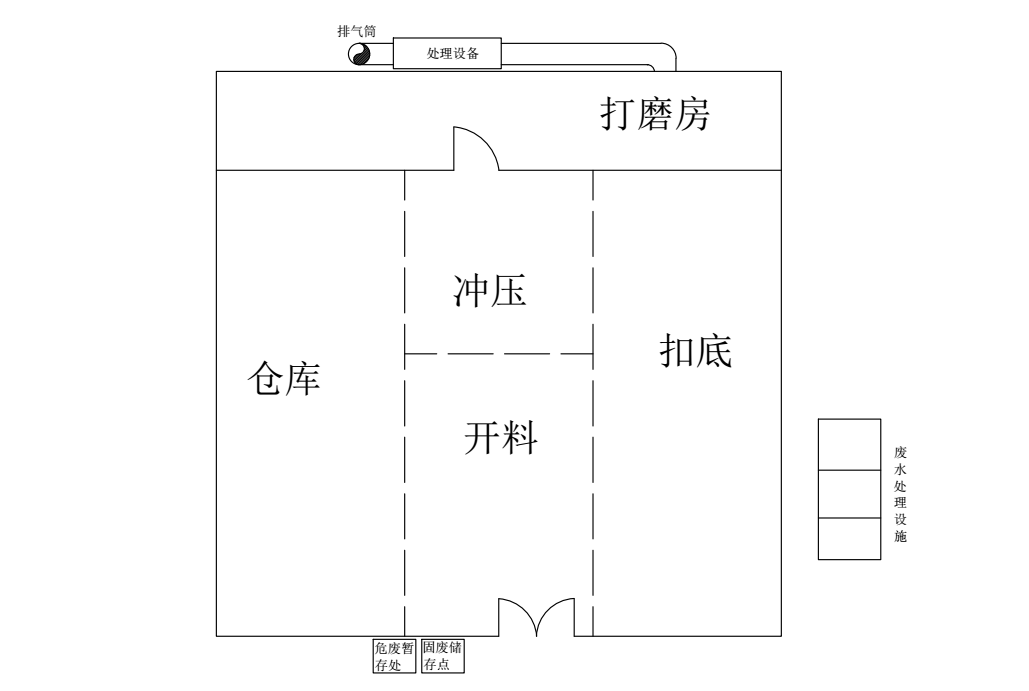 排气筒
处理设备
打磨房
冲压
扣底
仓库
开料
废
水
处
理
设
施
危废暂
存处
固废储
存点